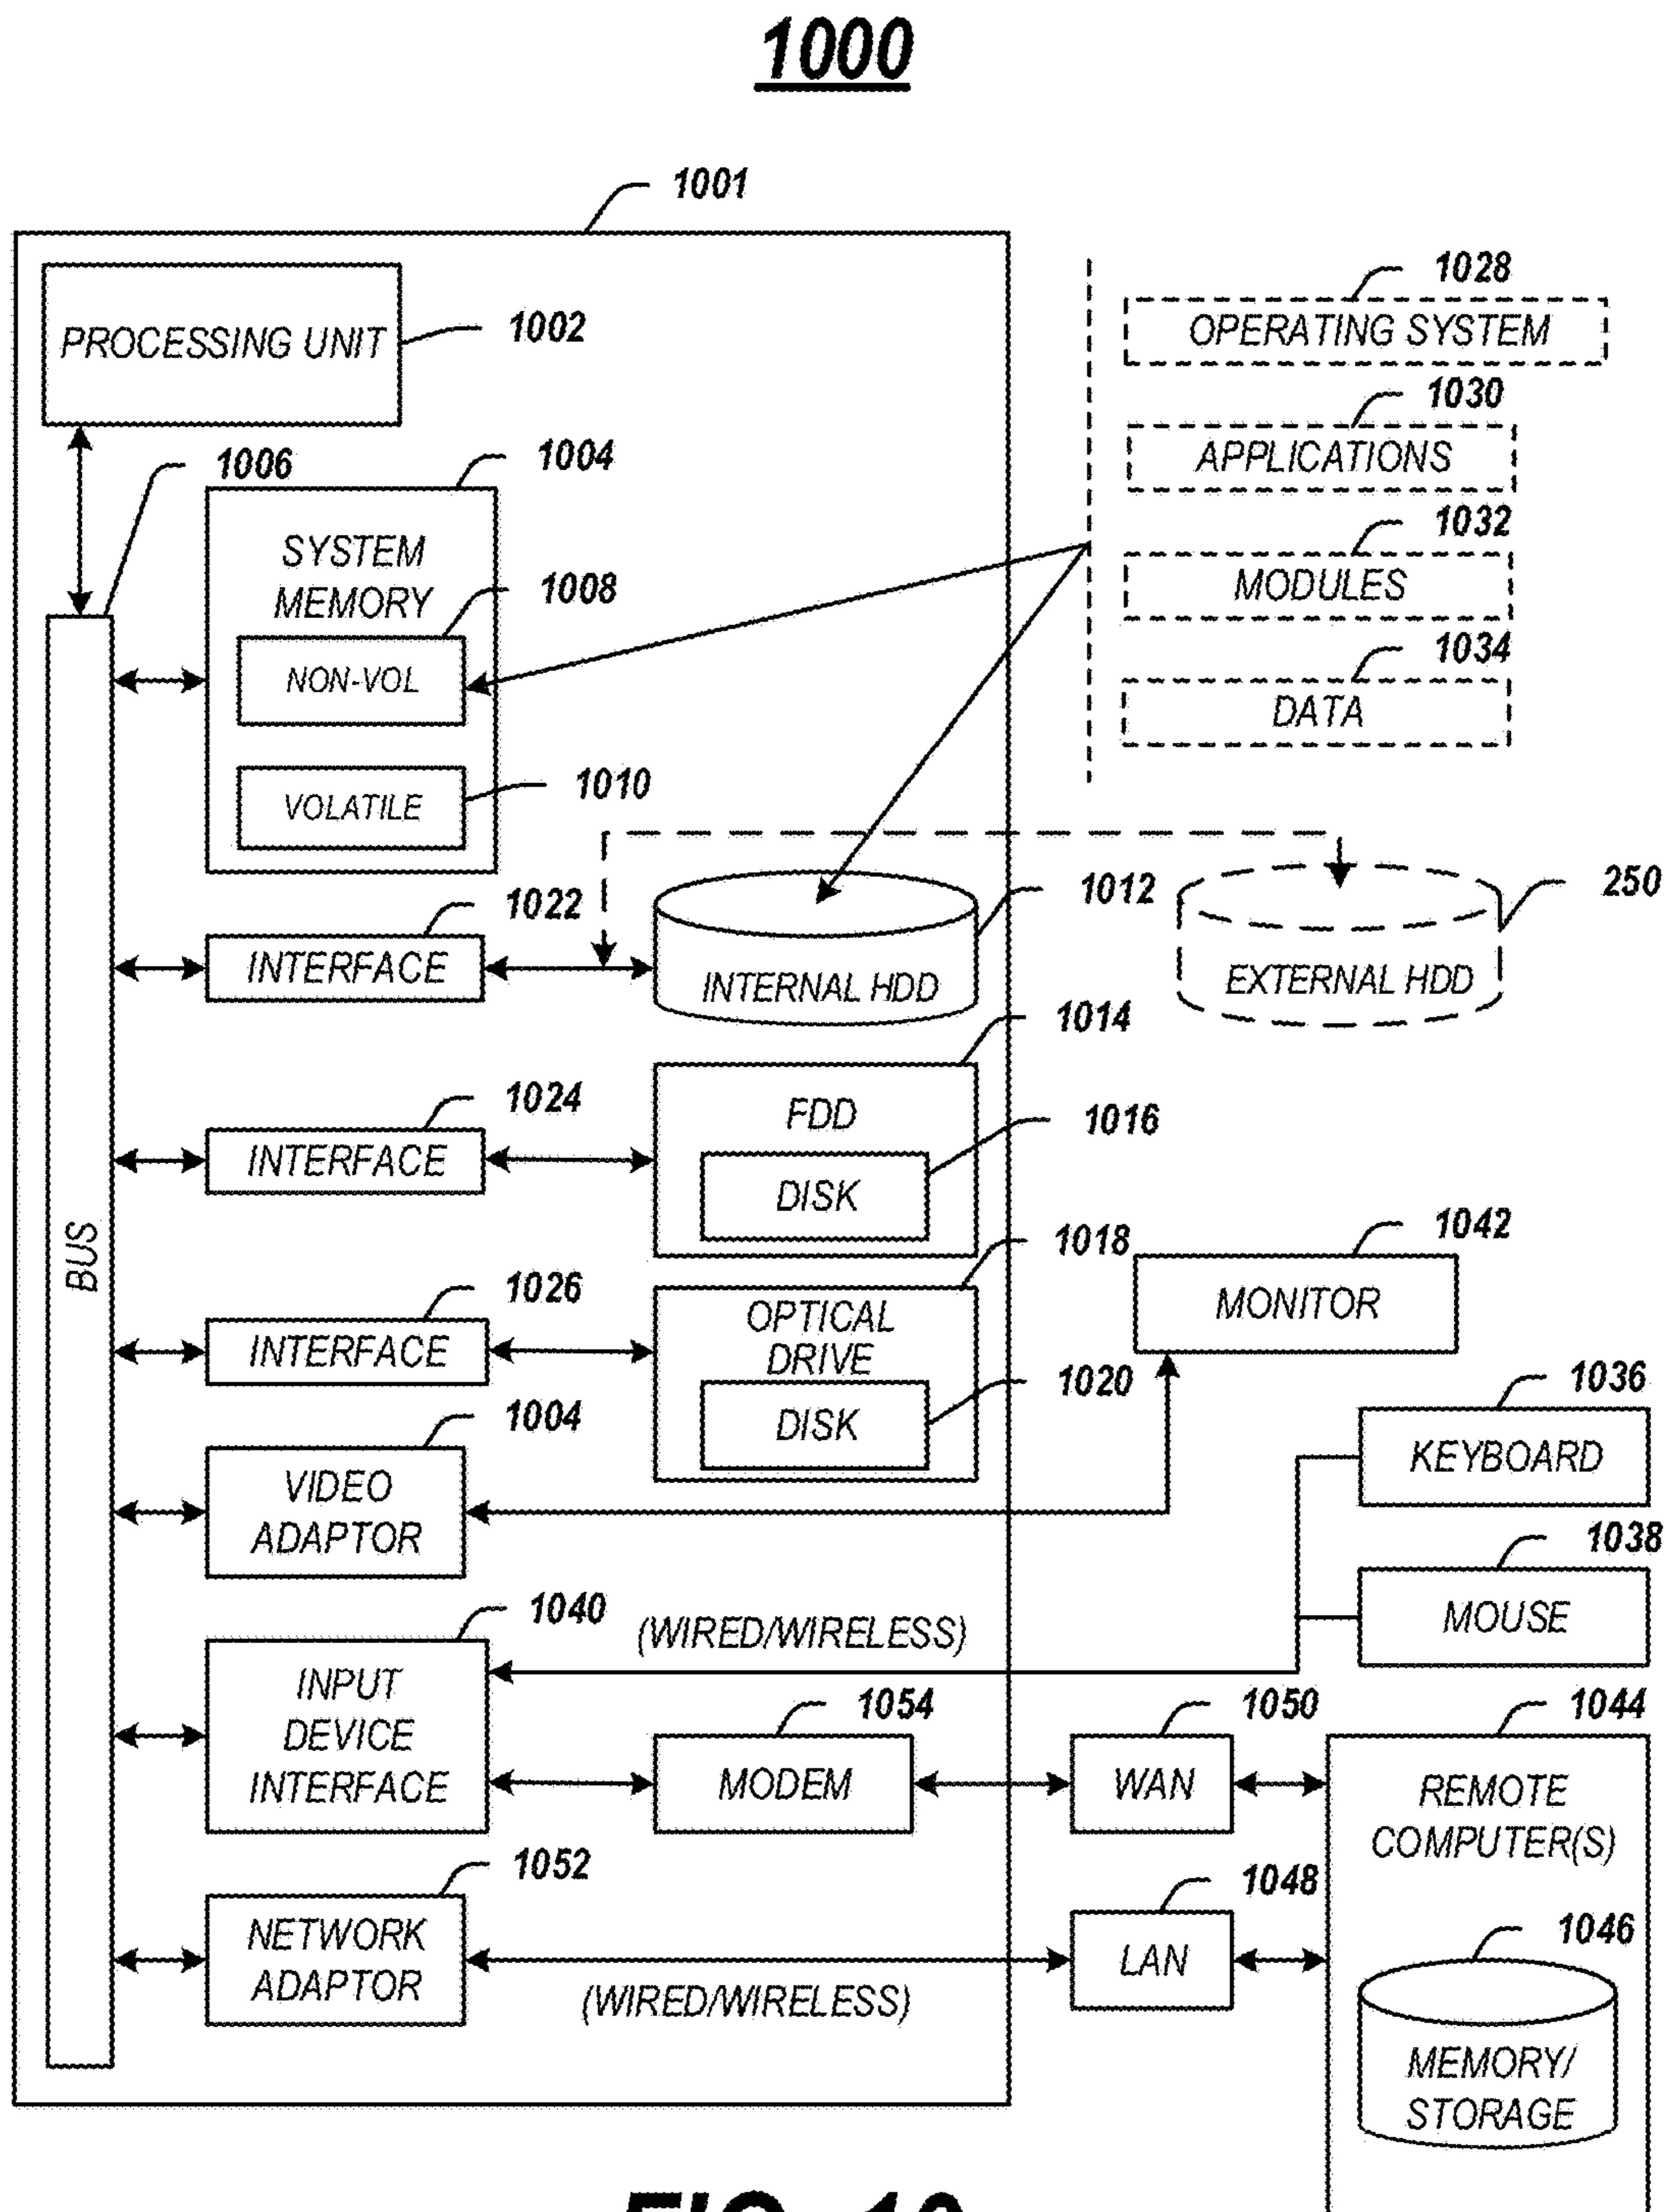 1000
1001
PROCESSING UNIT
1002
1028
OPERATING SYSTEM
1030
APPLICATIONS
1032
MODULES
1034
DATA
1006
1004
SYSTEM
MEMORY
1008
NON-VOL
1010
VOLATILE
BUS
1022
INTERFACE
1012
INTERNAL HDD
250
EXTERNAL HDD
1024
INTERFACE
1014
FDD
1016
DISK
1026
INTERFACE
1018
OPTICAL
DRIVE
1020
DISK
1042
MONITOR
1004
VIDEO
ADAPTOR
1036
KEYBOARD
1038
MOUSE
1040
INPUT
DEVICE
INTERFACE
(WIRED/WIRELESS)
1054
MODEM
1050
WAN
1044
REMOTE
COMPUTER(S)
1052
NETWORK
ADAPTOR
(WIRED/WIRELESS)
1048
LAN
1046
MEMORY/
STORAGE